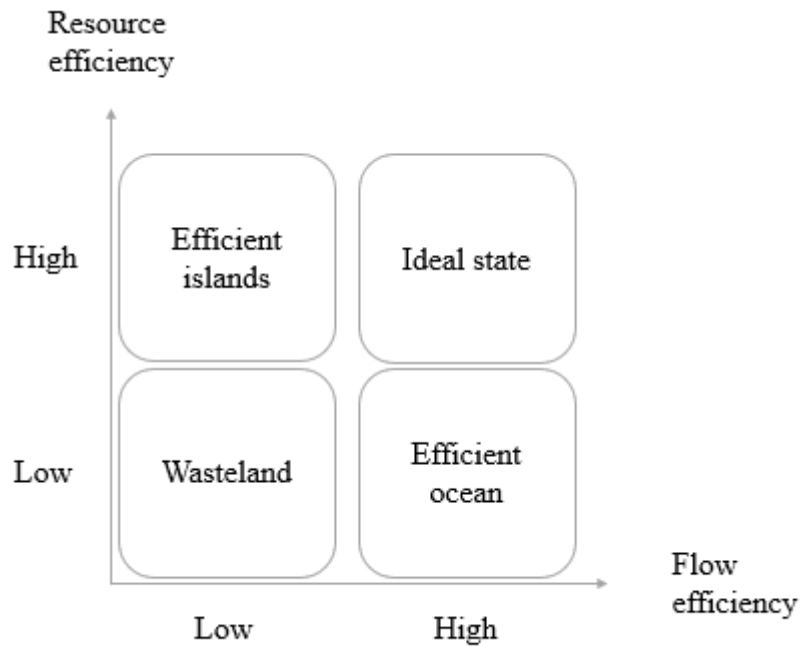 Resource
efficiency
High
Efficient
islands
Ideal state
Low
Wasteland
Efficient
ocean
Flow
efficiency
Low
High